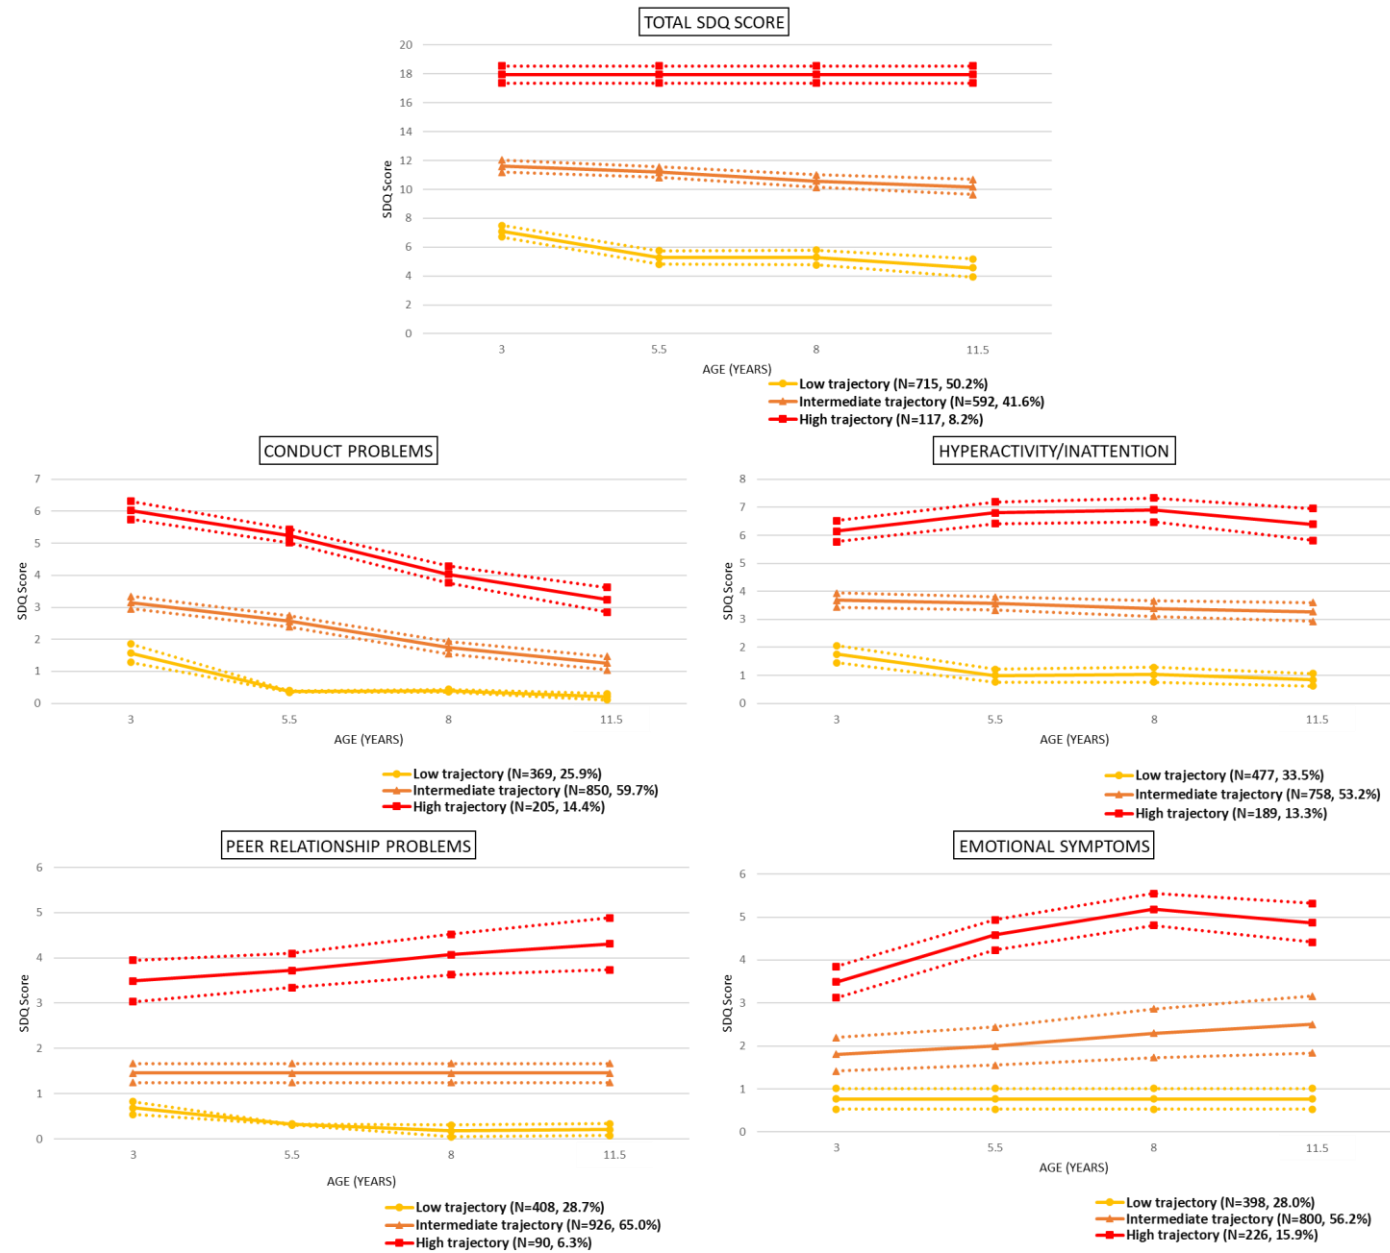 TOTAL SDQ SCORE
20
18
16
14
12
10
8
6
4
2
0
SDQ Score
3 5.5 8 11.5
AGE (YEARS)
Low trajectory (N=715, 50.2%)
Intermediate trajectory (N=592, 41.6%)
High trajectory (N=117, 8.2%)
CONDUCT PROBLEMS
7
6
5
4
3
2
1
0
SDQ Score
3 5.5 8 11.5
AGE (YEARS)
Low trajectory (N=369, 25.9%)
Intermediate trajectory (N=850, 59.7%)
High trajectory (N=205, 14.4%)
HYPERACTIVITY/INATTENTION
8
7
6
5
4
3
2
1
0
SDQ Score
3 5.5 8 11.5
AGE (YEARS)
Low trajectory (N=477, 33.5%)
Intermediate trajectory (N=758, 53.2%)
High trajectory (N=189, 13.3%)
PEER RELATIONSHIP PROBLEMS
6
5
4
3
2
1
0
SDQ Score
3 5.5 8 11.5
AGE (YEARS)
Low trajectory (N=408, 28.7%)
Intermediate trajectory (N=926, 65.0%)
High trajectory (N=90, 6.3%)
EMOTIONAL SYMPTOMS
6
5
4
3
2
1
0
SDQ Score
3 5.5 8 11.5
AGE (YEARS)
Low trajectory (N=398, 28.0%)
Intermediate trajectory (N=800, 56.2%)
High trajectory (N=226, 15.9%)